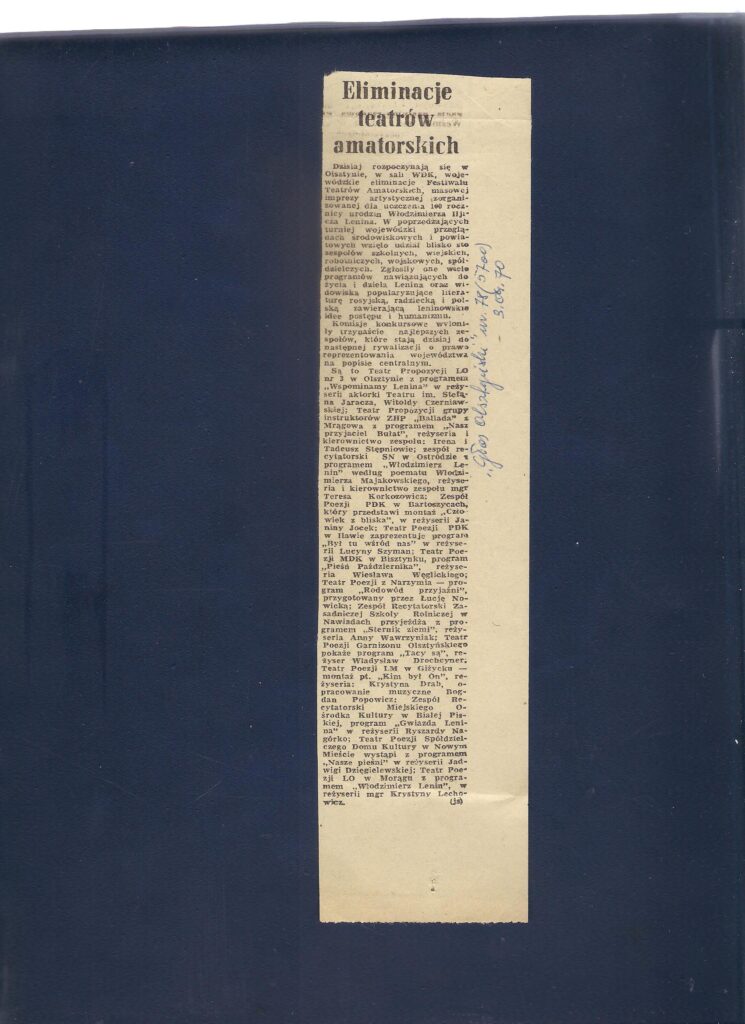 Eliminacje
teatrów
amatorskich
Dzisiaj rozpoczynają się w
Olsztynie, w sali WDK, woje-
wódzkie eliminacje Festiwalu
Teatrów Amatorskich, masowej
imprezy artystycznej zorgani-
zowanej dla uczczenia 100 rocz-
nicy urodzin Włodzimierza Ilji-
cza Lenina. W poprzedzających
turniej wojewódzki przeglą-
dach środowiskowych i powia-
towych wzięło udział blisko sto
zespołów szkolnych, wiejskich,
robotniczych, wojskowych, spół-
dzielczych. Zgłosiły one wiele
programów nawiązujących do
życia i dzieła Lenina oraz wi-
dowiska popularyzujące litera-
turę rosyjską, radziecką i pol-
ską zawierającą leninowskie
idee postępu i humanizmu.
Komisje konkursowe wyłoni-
ły trzynaście najlepszych ze-
społów, które stają dzisiaj do
następnej rywalizacji o prawo
reprezentowania województwa
na popisie centralnym.
Są to Teatr Propozycji LO
nr 3 w Olsztynie z programem
„Wspominamy Lenina" w reży-
serii aktorki Teatru im. Stefa-
na Jaracza, Witoldy Czerniaw-
skiej; Teatr Propozycji grupy
instruktorów ZHP „Ballada" z
Mrągowa z programem „Nasz
przyjaciel Bułat", reżyseria i
kierownictwo zespołu: Irena i
Tadeusz Stępniowie; zespół re-
cytatorski SN w Ostródzie z
programem „Włodzimierz Le-
nin" według poematu Włodzi-
mierza Majakowskiego, reżyse-
ria i kierownictwo zespołu mgr
Teresa Korkozowicz; Zespół
Poezji PDK w Bartoszycach,
który przedstawi montaż „Czło-
wiek z bliska", w reżyserii Ja-
niny Jocek; Teatr Poezji PDK
w Iławie zaprezentuje program
„Był tu wśród nas" w reżyse-
rii Lucyny Szyman; Teatr Poe-
zji MDK w Bisztynku, program
„Pieśń Października", reżyse-
ria Wiesława Węglickiego;
Teatr Poezji z Narzymia — pro-
gram „Rodowód przyjaźni",
przygotowany przez Łucję No-
wicką; Zespół Recytatorski Za-
sadniczej Szkoły Rolniczej w
Nawiadach przyjeżdża z pro-
gramem „Sternik ziemi", reży-
seria Anny Wawrzyniak; Teatr
Poezji Garnizonu Olsztyńskiego
pokaże program „Tacy są", re-
żyser Władysław Drocheyner;
Teatr Poezji LM w Giżycku —
montaż pt. „Kim był On", re-
żyseria: Krystyna Drab, o-
pracowanie muzyczne Bog-
dan Popowicz; Zespół Re-
cytatorski Miejskiego O-
środka Kultury w Białej Pis-
kiej, program „Gwiazda Leni-
na" w reżyserii Ryszardy Na-
górko; Teatr Poezji Spółdziel-
czego Domu Kultury w Nowym
Mieście wystąpi z programem
„Nasze pieśni" w reżyserii Jad-
wigi Dzięgielewskiej; Teatr Poe-
zji LO w Morągu z progra-
mem „Włodzimierz Lenin", w
reżyserii mgr Krystyny Lecho-
wicz. (js)
„Głos Olsztyński" nr. 78 (5700)
- 3.04.70